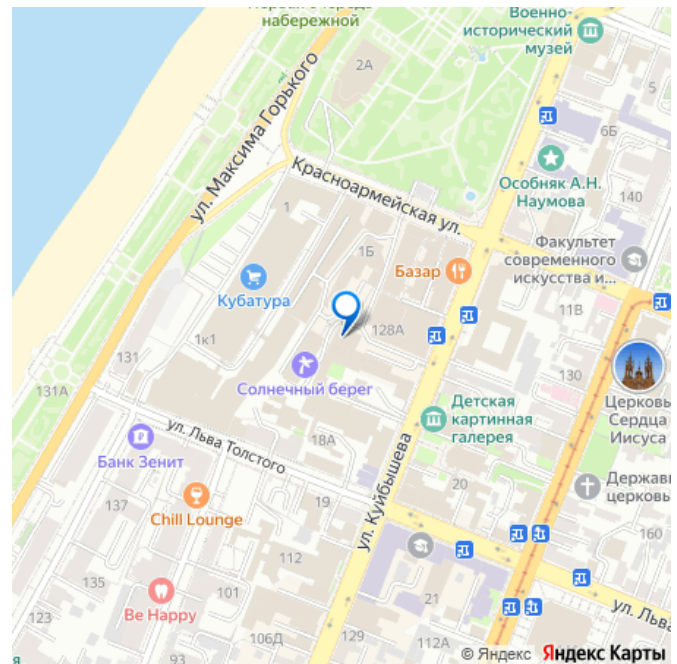 набережной
Военно-
исторический
музей
2А
5
6Б
ул. Максима Горького
Особняк А.Н.
Наумова
140
Красноармейская ул.
1
1Б
Факультет
современного
искусства и...
Базар
Кубатура
11В
128А
1к1
131
131А
Солнечный берег
130
Церковь
Сердца
Иисуса
Детская
картинная
галерея
ул. Льва Толстого
18А
Банк Зенит
ул. Куйбышева
20
Державн
церковь
137
19
Chill Lounge
160
112
135
101
21
ул. Льва
Be Happy
123
106Д
129
112А
93
я
© Яндекс Яндекс Карты